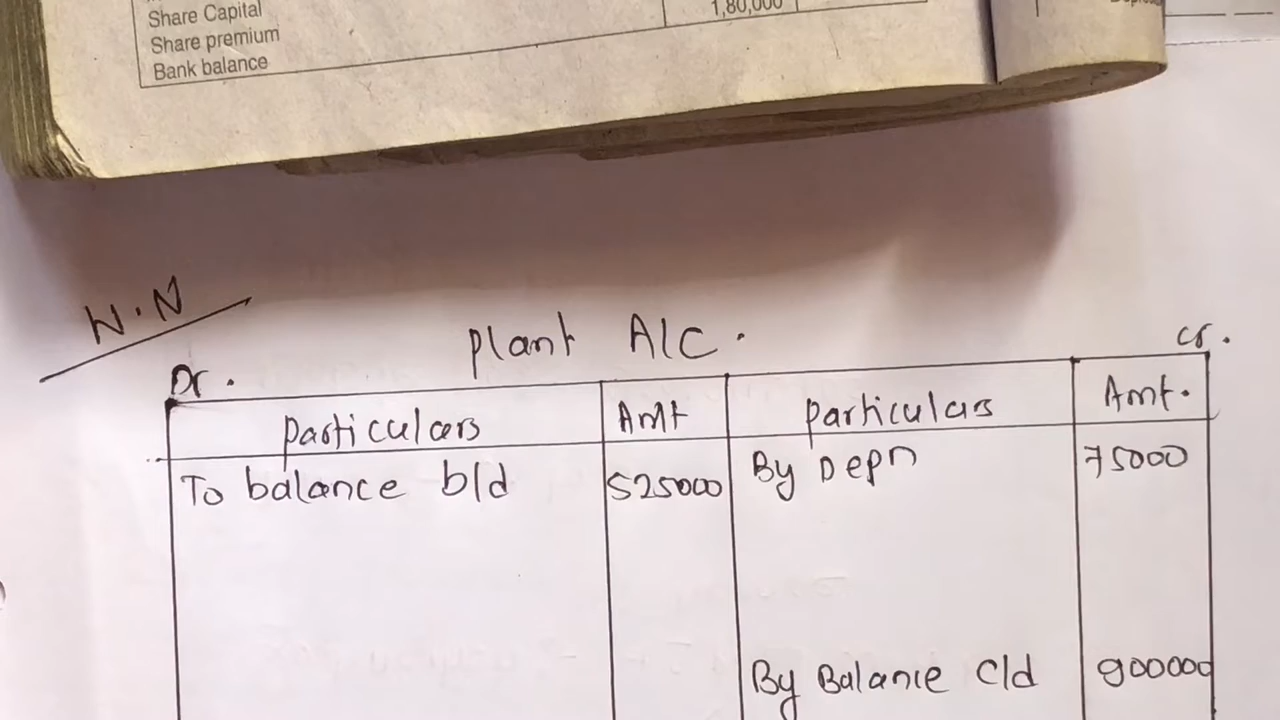 Share Capital
Share premium
Bank balance
1,80,000
W.N
Plant A/C.
Dr.
Cr.
Particulars Amt Particulars Amt.
To balance b/d 525000 By Depn 75000
By Balance C/d 900000